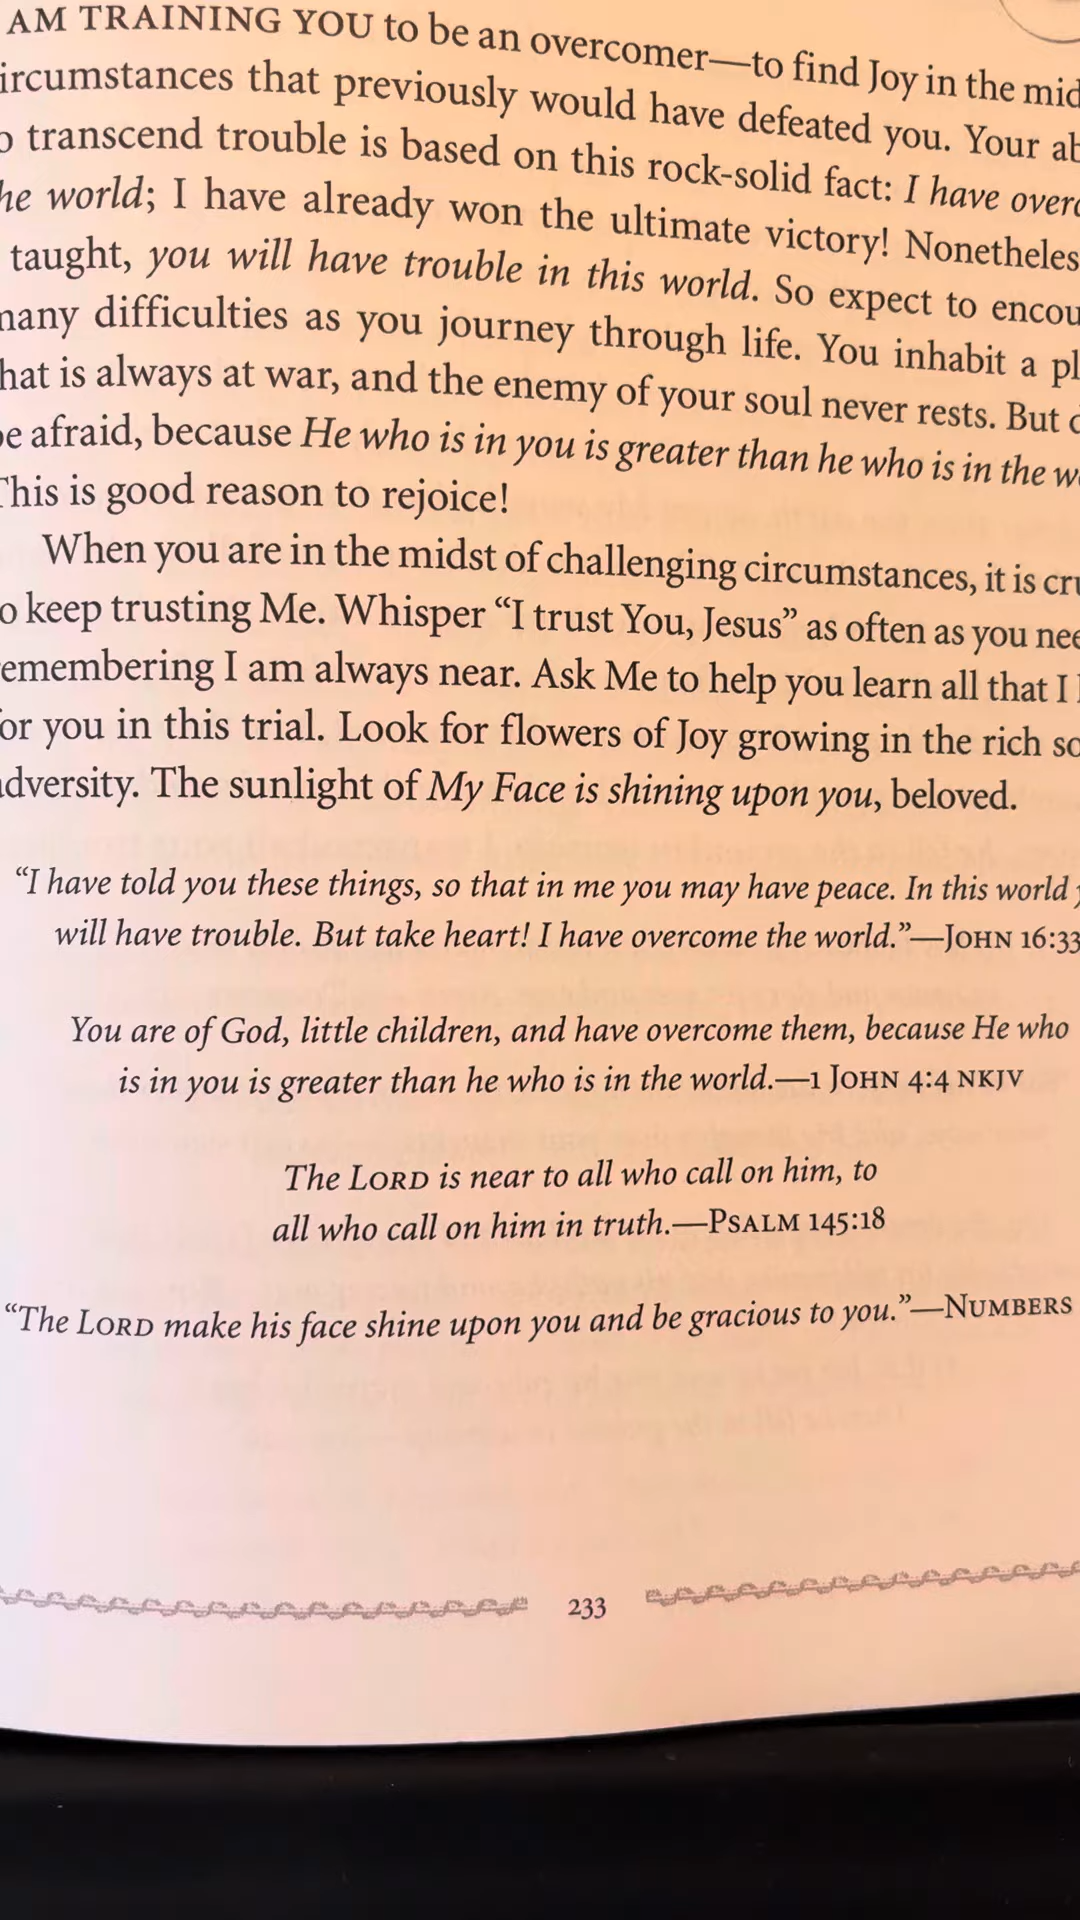 AM TRAINING YOU to be an overcomer—to find Joy in the mid
ircumstances that previously would have defeated you. Your ab
o transcend trouble is based on this rock-solid fact: I have overc
he world; I have already won the ultimate victory! Nonetheles
taught, you will have trouble in this world. So expect to encou
many difficulties as you journey through life. You inhabit a pl
hat is always at war, and the enemy of your soul never rests. But d
be afraid, because He who is in you is greater than he who is in the w
This is good reason to rejoice!
When you are in the midst of challenging circumstances, it is cru
o keep trusting Me. Whisper “I trust You, Jesus” as often as you nee
emembering I am always near. Ask Me to help you learn all that I h
or you in this trial. Look for flowers of Joy growing in the rich so
adversity. The sunlight of My Face is shining upon you, beloved.
“I have told you these things, so that in me you may have peace. In this world y
will have trouble. But take heart! I have overcome the world.”—JOHN 16:33
You are of God, little children, and have overcome them, because He who
is in you is greater than he who is in the world.—1 JOHN 4:4 NKJV
The LORD is near to all who call on him, to
all who call on him in truth.—PSALM 145:18
“The LORD make his face shine upon you and be gracious to you.”—NUMBERS
233